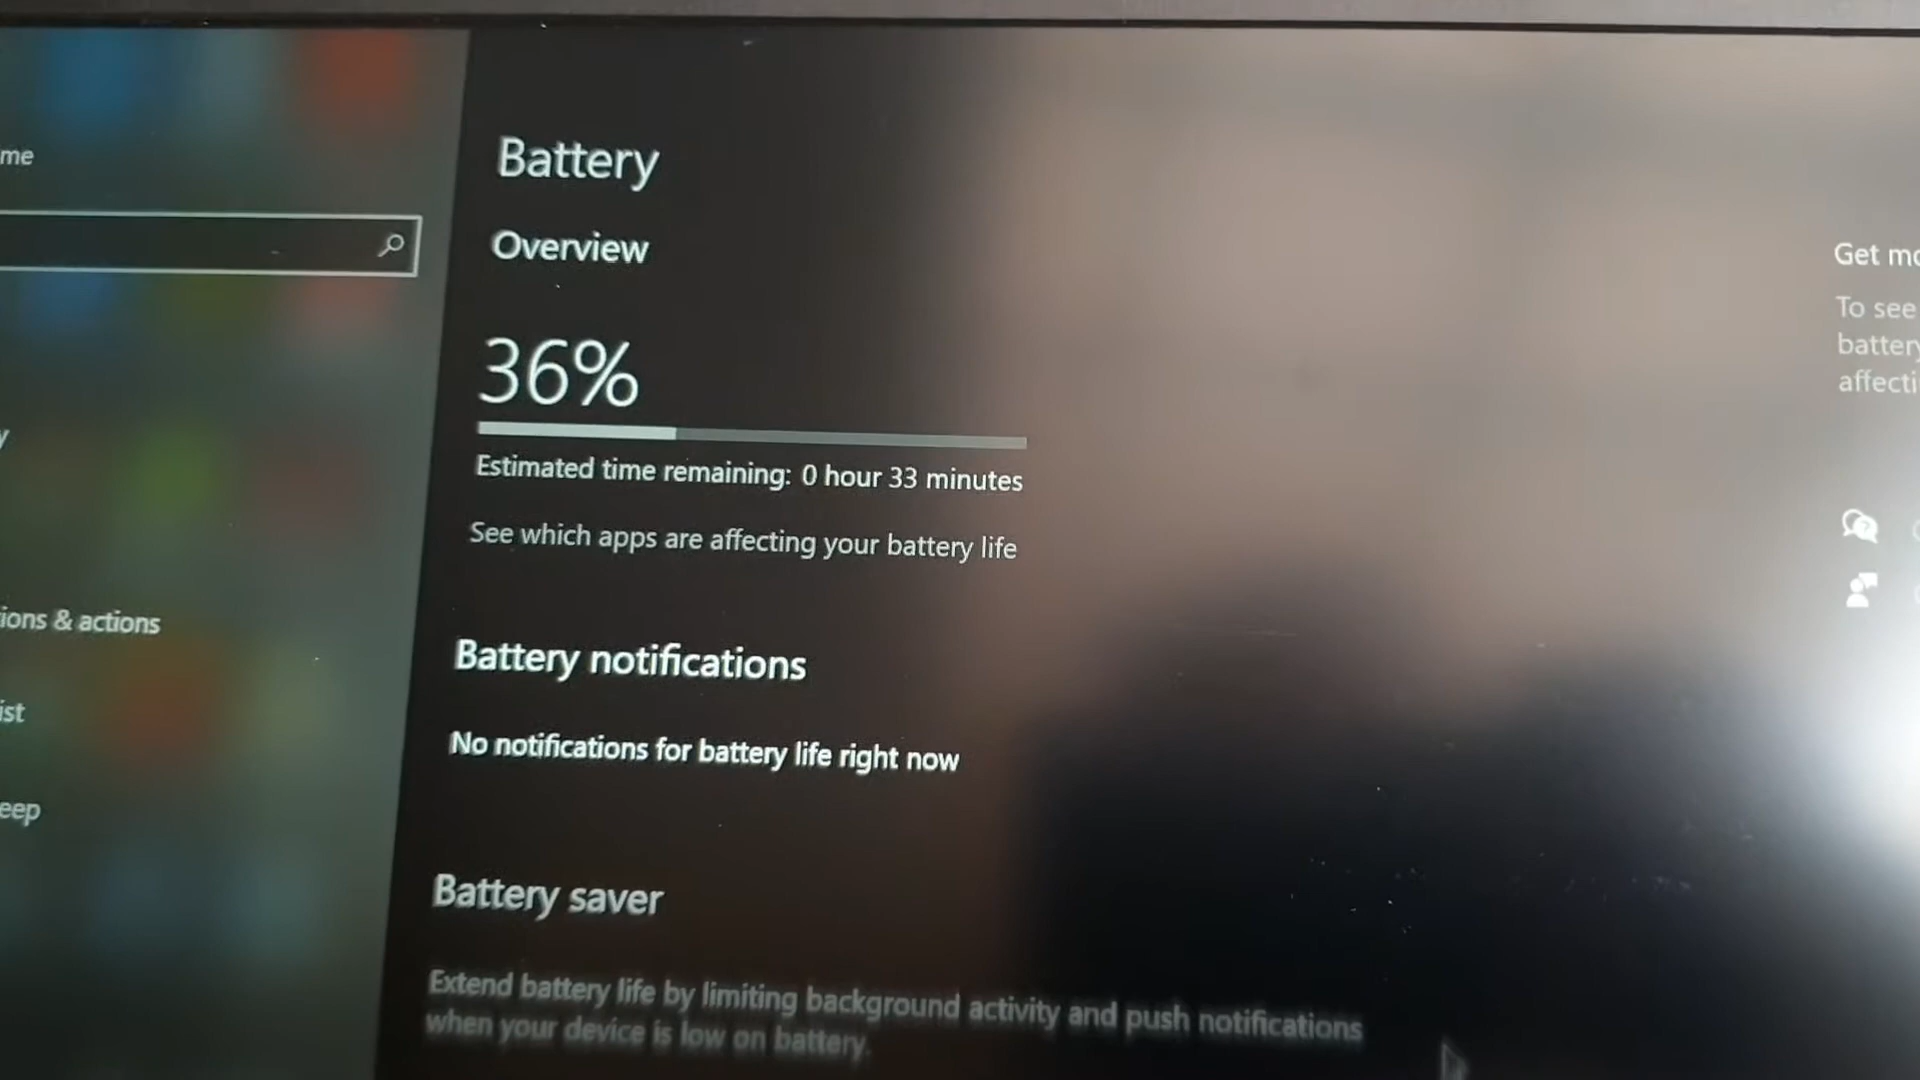 me
Battery
Overview
36%
Estimated time remaining: 0 hour 33 minutes
See which apps are affecting your battery life
Battery notifications
No notifications for battery life right now
Battery saver
Extend battery life by limiting background activity and push notifications
when your device is low on battery.
y
ions & actions
ist
eep
Get mo
To see
battery
affecti